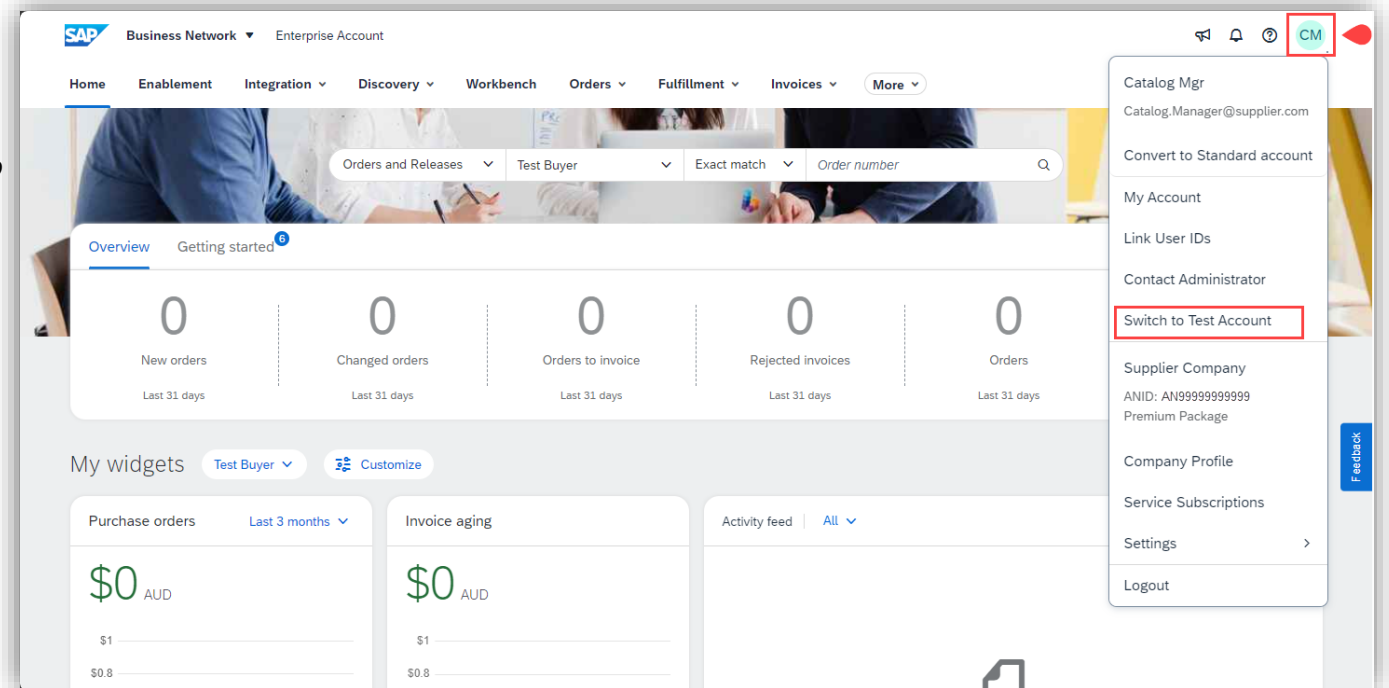 SAP Business Network Enterprise Account
CM
Home Enablement Integration Discovery Workbench Orders Fulfillment Invoices More
Orders and Releases Test Buyer Exact match Order number
Overview Getting started 6
0 0 0 0 0
New orders Changed orders Orders to invoice Rejected invoices Orders
Last 31 days Last 31 days Last 31 days Last 31 days Last 31 days
My widgets Test Buyer Customize
Purchase orders Last 3 months Invoice aging Activity feed All
$0 AUD $0 AUD
$1 $1
$0.8 $0.8
Catalog Mgr
Catalog.Manager@supplier.com
Convert to Standard account
My Account
Link User IDs
Contact Administrator
Switch to Test Account
Supplier Company
ANID: AN99999999999
Premium Package
Company Profile
Service Subscriptions
Settings
Logout
Feedback